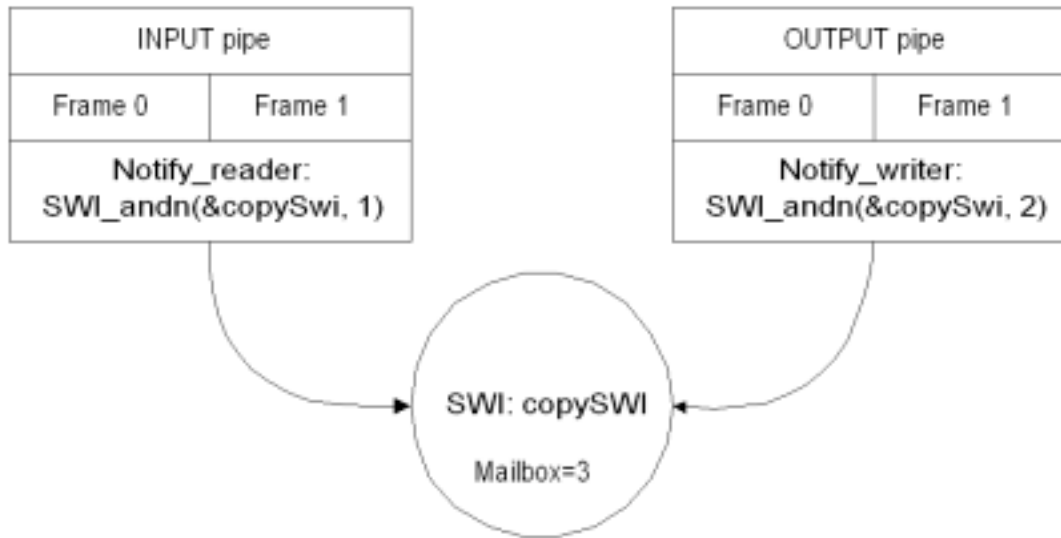 INPUT pipe
Frame 0
Frame 1
Notify_reader:
SWI_andn(&copySwi, 1)
OUTPUT pipe
Frame 0
Frame 1
Notify_writer:
SWI_andn(&copySwi, 2)
SWI: copySWI
Mailbox=3